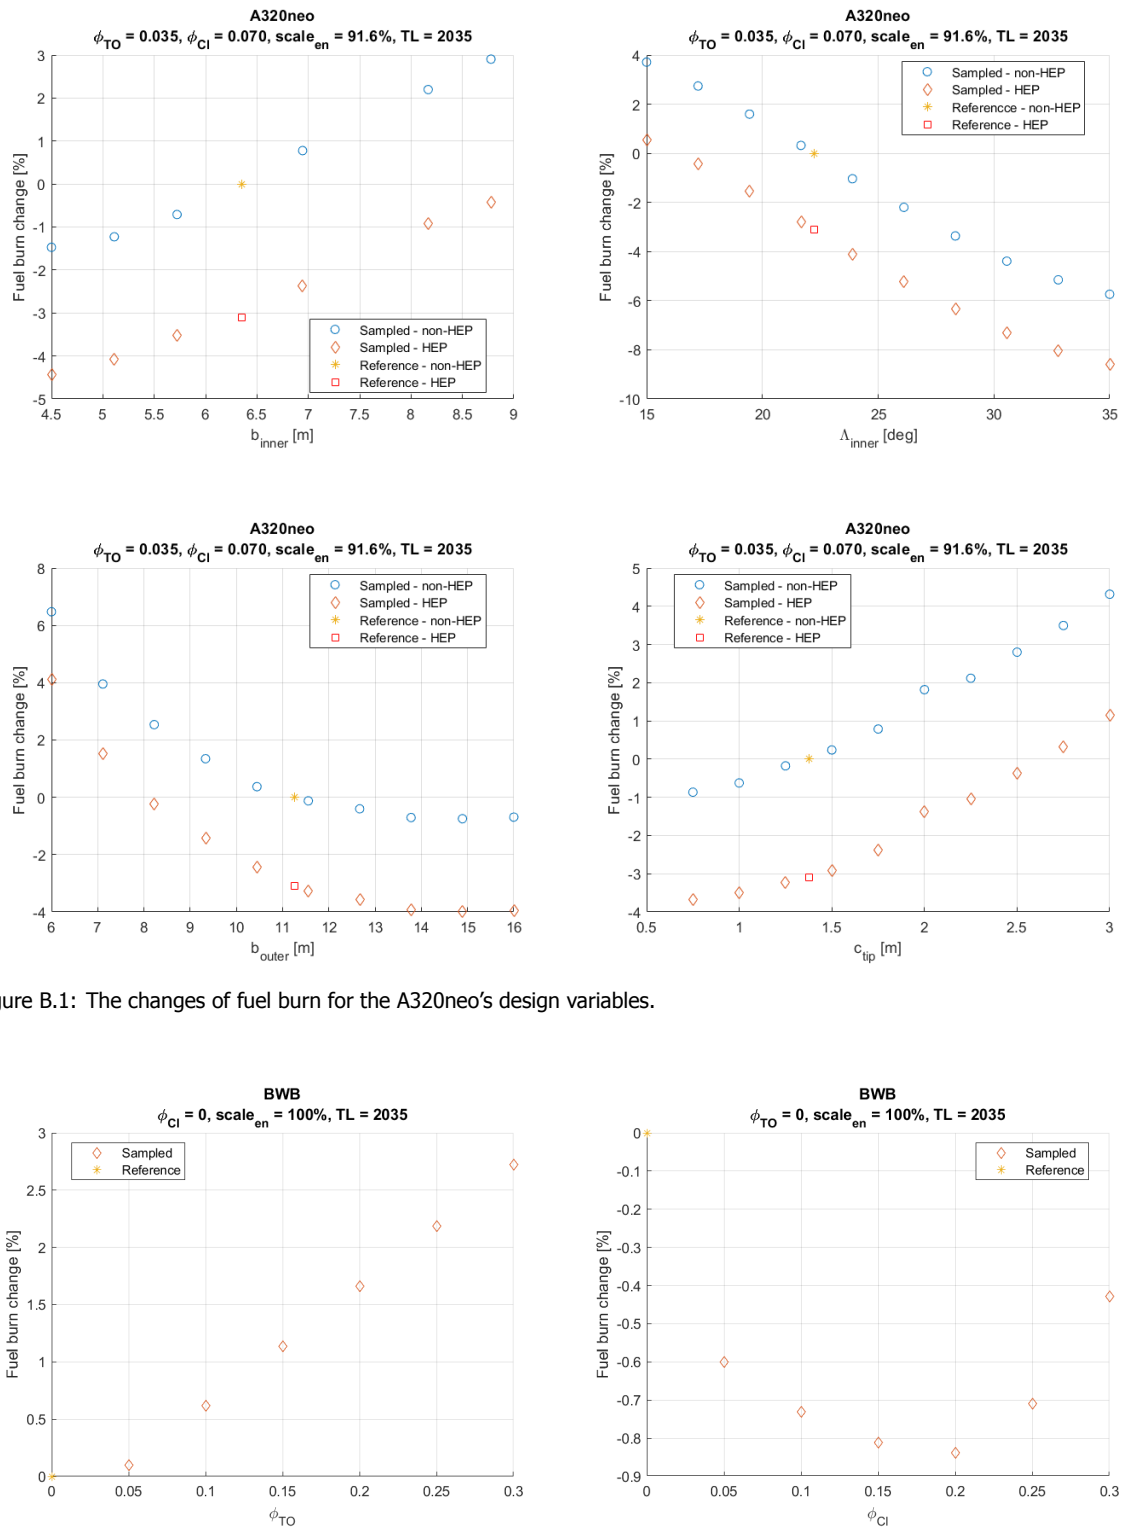 A320neo
ϕTO = 0.035, ϕCl = 0.070, scaleen = 91.6%, TL = 2035
3
2
1
0
-1
-2
-3
-4
-5
Fuel burn change [%]
Sampled - non-HEP
Sampled - HEP
Reference - non-HEP
Reference - HEP
4.5 5 5.5 6 6.5 7 7.5 8 8.5 9
binner [m]
A320neo
ϕTO = 0.035, ϕCl = 0.070, scaleen = 91.6%, TL = 2035
4
2
0
-2
-4
-6
-8
-10
Fuel burn change [%]
Sampled - non-HEP
Sampled - HEP
Referencce - non-HEP
Reference - HEP
15 20 25 30 35
Λinner [deg]
A320neo
ϕTO = 0.035, ϕCl = 0.070, scaleen = 91.6%, TL = 2035
8
6
4
2
0
-2
-4
Fuel burn change [%]
Sampled - non-HEP
Sampled - HEP
Reference - non-HEP
Reference - HEP
6 7 8 9 10 11 12 13 14 15 16
bouter [m]
A320neo
ϕTO = 0.035, ϕCl = 0.070, scaleen = 91.6%, TL = 2035
5
4
3
2
1
0
-1
-2
-3
-4
Fuel burn change [%]
Sampled - non-HEP
Sampled - HEP
Reference - non-HEP
Reference - HEP
0.5 1 1.5 2 2.5 3
ctip [m]
gure B.1: The changes of fuel burn for the A320neo's design variables.
BWB
ϕCl = 0, scaleen = 100%, TL = 2035
3
2.5
2
1.5
1
0.5
0
Fuel burn change [%]
Sampled
Reference
0 0.05 0.1 0.15 0.2 0.25 0.3
ϕTO
BWB
ϕTO = 0, scaleen = 100%, TL = 2035
0
-0.1
-0.2
-0.3
-0.4
-0.5
-0.6
-0.7
-0.8
-0.9
Fuel burn change [%]
Sampled
Reference
0 0.05 0.1 0.15 0.2 0.25 0.3
ϕCl